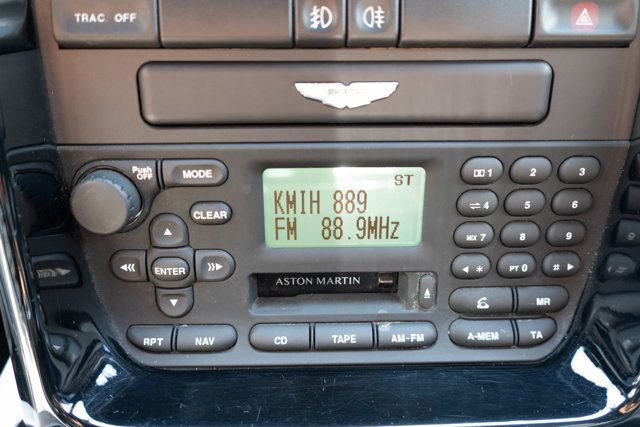 TRAC. OFF
Push
OFF
MODE
CLEAR
ENTER
RPT
NAV
ST
KMIH 889
FM 88.9MHz
ASTON MARTIN
CD
TAPE
AM-FM
1
2
3
4
5
6
MIX 7
8
9
*
PT 0
#
MR
A-MEM
TA